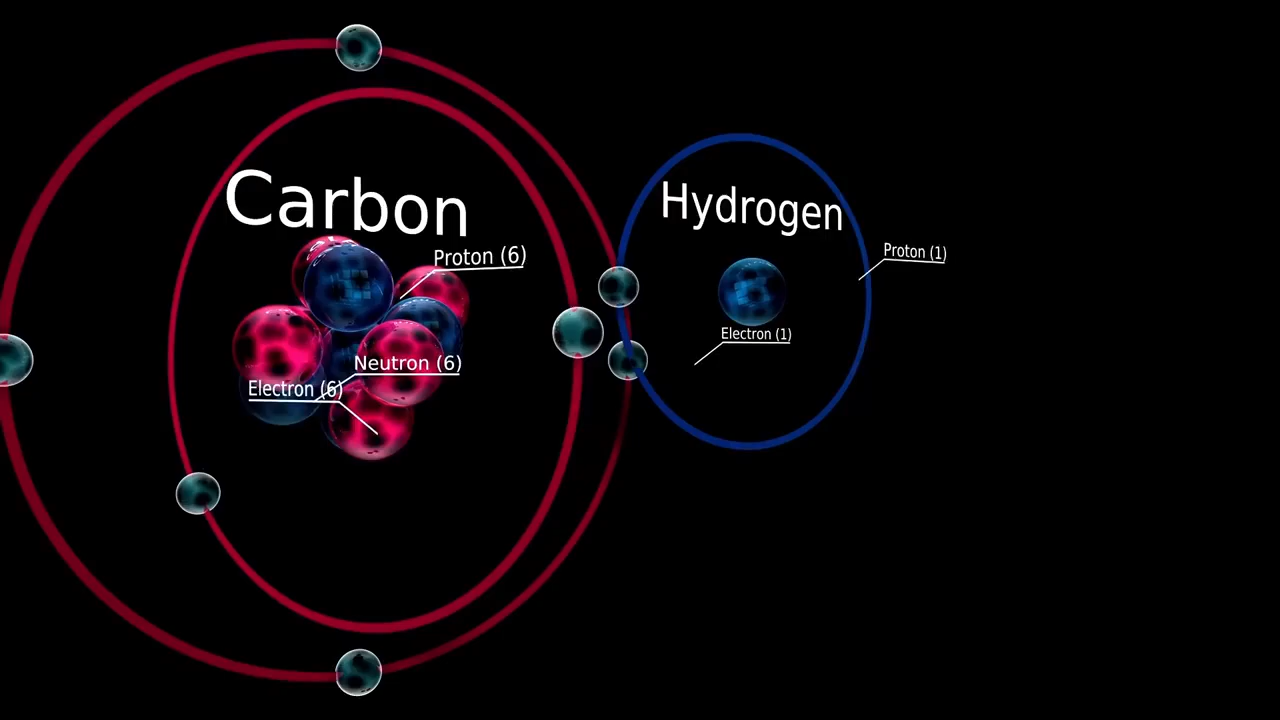 Carbon
Proton (6)
Neutron (6)
Electron (6)
Hydrogen
Proton (1)
Electron (1)